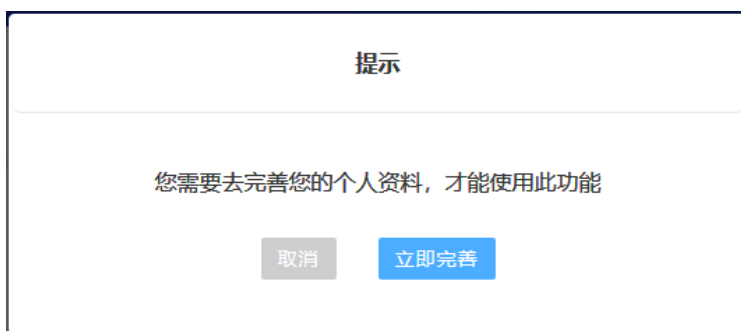 提示
您需要去完善您的个人资料，才能使用此功能
取消
立即完善